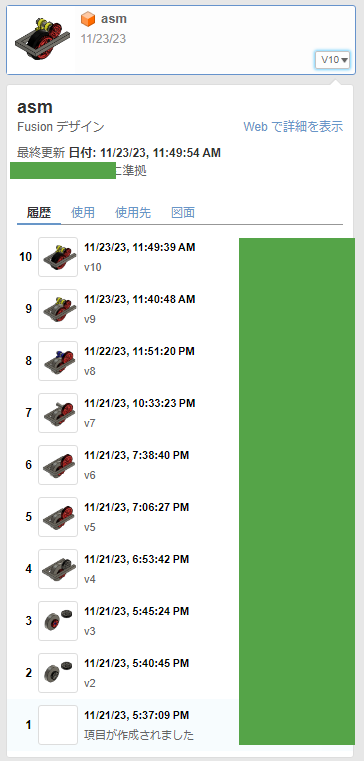 asm
11/23/23
V10
asm
Fusion デザイン
Web で詳細を表示
最終更新 日付: 11/23/23, 11:49:54 AM
に準拠
履歴 使用 使用先 図面
10 11/23/23, 11:49:39 AM
v10
9 11/23/23, 11:40:48 AM
v9
8 11/22/23, 11:51:20 PM
v8
7 11/21/23, 10:33:23 PM
v7
6 11/21/23, 7:38:40 PM
v6
5 11/21/23, 7:06:27 PM
v5
4 11/21/23, 6:53:42 PM
v4
3 11/21/23, 5:45:24 PM
v3
2 11/21/23, 5:40:45 PM
v2
1 11/21/23, 5:37:09 PM
項目が作成されました